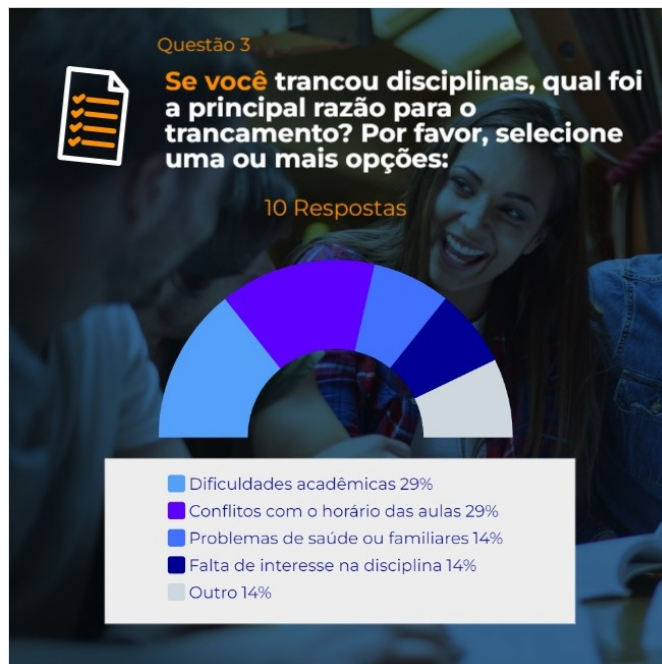 Questão 3
Se você trancou disciplinas, qual foi
a principal razão para o
trancamento? Por favor, selecione
uma ou mais opções:
10 Respostas
Dificuldades acadêmicas 29%
Conflitos com o horário das aulas 29%
Problemas de saúde ou familiares 14%
Falta de interesse na disciplina 14%
Outro 14%